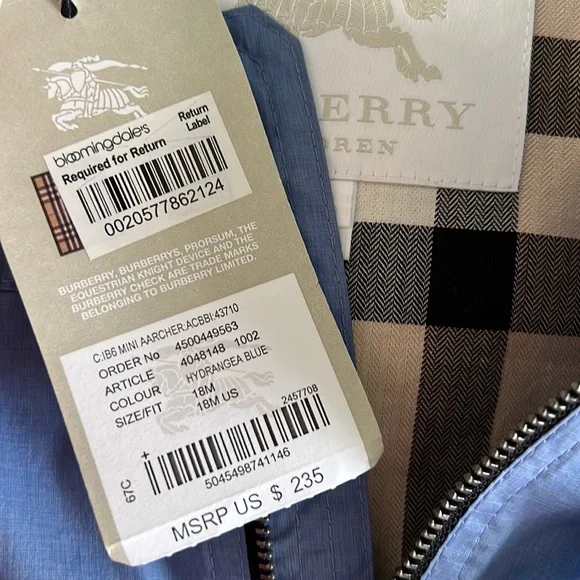 bloomingdale's Return
Required for Return Label
0020577862124
BURBERRY, BURBERRYS, PRORSUM, THE
EQUESTRIAN KNIGHT DEVICE AND THE
BURBERRY CHECK ARE TRADE MARKS
BELONGING TO BURBERRY LIMITED.
C:IB6 MINI AARCHER:ACBBI:43710
ORDER No 4500449563
ARTICLE 4048148 1002
COLOUR HYDRANGEA BLUE
SIZE/FIT 18M
18M US
2457708
67C
5045498741146
MSRP US $ 235
ERRY
DREN